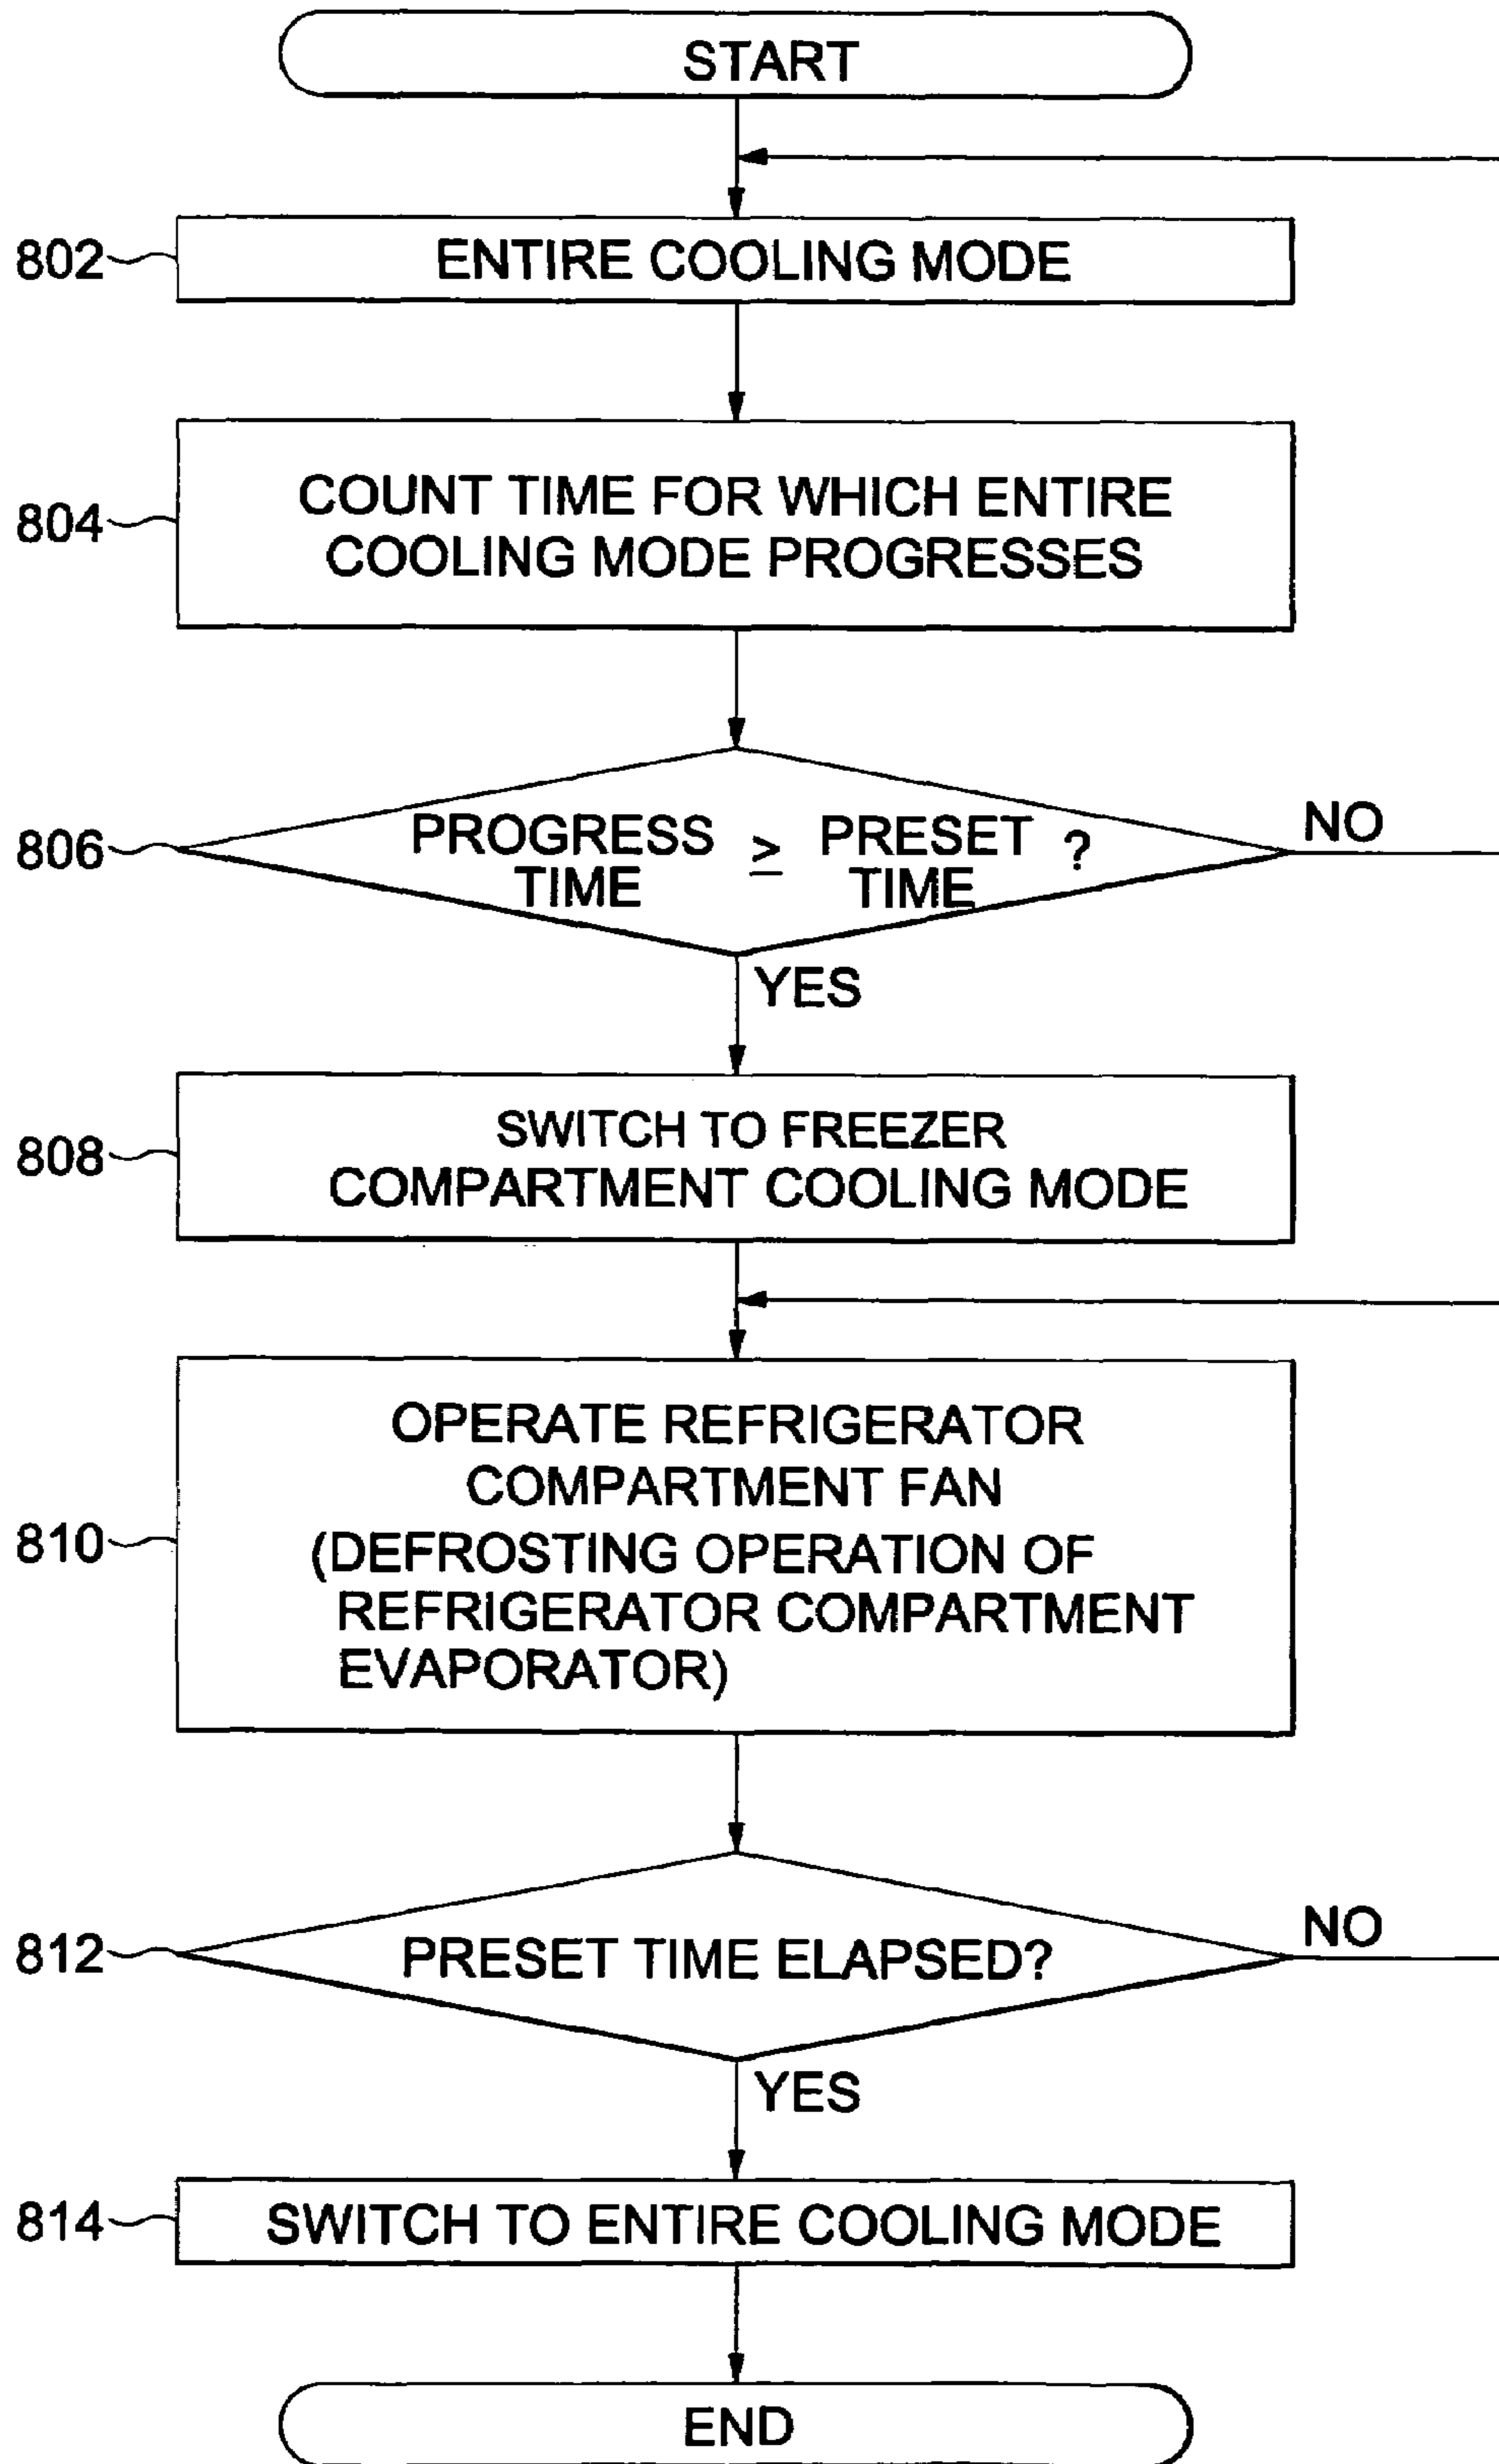 START
802
ENTIRE COOLING MODE
804
COUNT TIME FOR WHICH ENTIRE
COOLING MODE PROGRESSES
806
PROGRESS ≥ PRESET ?
TIME TIME
NO
YES
808
SWITCH TO FREEZER
COMPARTMENT COOLING MODE
810
OPERATE REFRIGERATOR
COMPARTMENT FAN
(DEFROSTING OPERATION OF
REFRIGERATOR COMPARTMENT
EVAPORATOR)
812
PRESET TIME ELAPSED?
NO
YES
814
SWITCH TO ENTIRE COOLING MODE
END